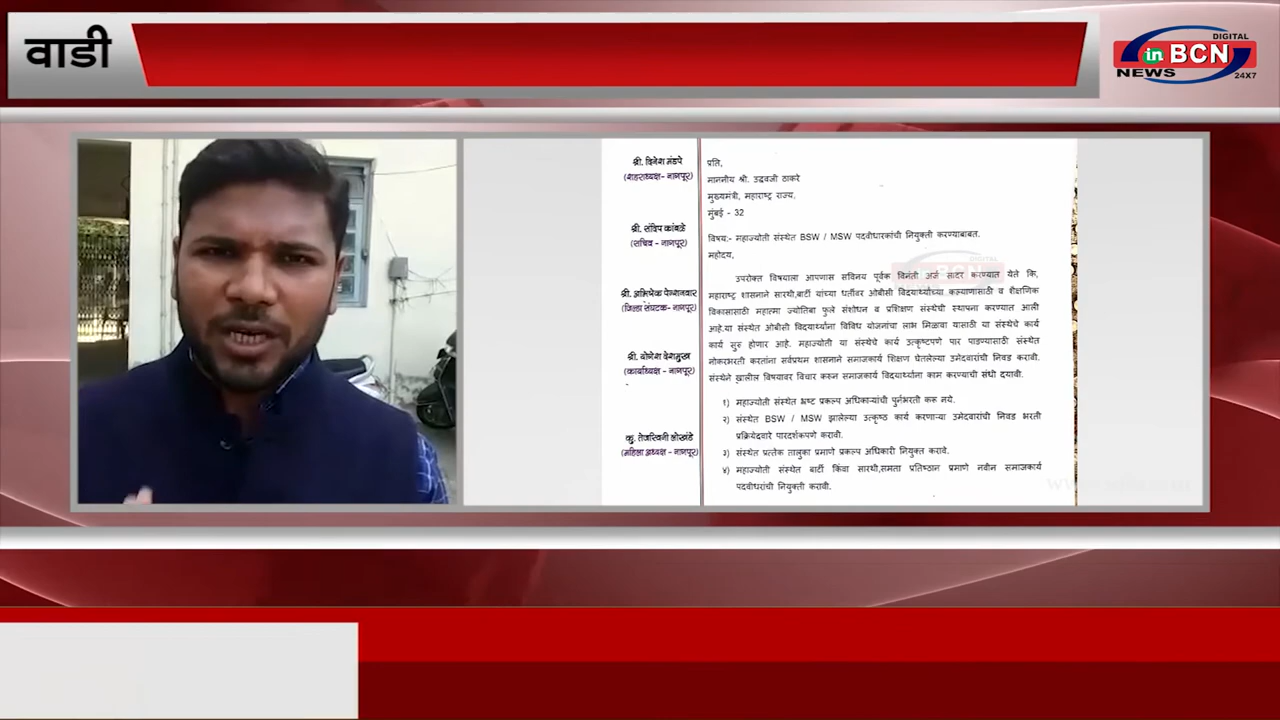 वाडी
DIGITAL
in BCN
NEWS
24X7
श्री. दिनेश मंडपे
(शहराध्यक्ष - नागपूर)
श्री. संदिप कांबळे
(सचिव - नागपूर)
श्री. अभिषेक पेण्शनवार
(जिल्हा संघटक - नागपूर)
श्री. योगेश देशमुख
(कार्याध्यक्ष - नागपूर)
कु. तेजस्विनी लोखंडे
(महिला अध्यक्ष - नागपूर)
प्रति,
माननीय श्री. उद्धवजी ठाकरे
मुख्यमंत्री, महाराष्ट्र राज्य,
मुंबई - 32
विषय:- महाज्योती संस्थेत BSW / MSW पदवीधारकांची नियुक्ती करण्याबाबत.
महोदय,
उपरोक्त विषयाला आपणास सविनय पूर्वक विनंती अर्ज सादर करण्यात येते कि,
महाराष्ट्र शासनाने सारथी,बार्टी यांच्या धर्तीवर ओबीसी विदयार्थ्याच्या कल्याणासाठी व शैक्षणिक
विकासासाठी महात्मा ज्योतिबा फुले संशोधन व प्रशिक्षण संस्थेची स्थापना करण्यात आली
आहे.या संस्थेत ओबीसी विदयार्थ्याना विविध योजनांचा लाभ मिळावा यासाठी या संस्थेचे कार्य
कार्य सुरु होणार आहे. महाज्योती या संस्थेचे कार्य उत्कृष्टपणे पार पाडण्यासाठी संस्थेत
नोकरभरती करतांना सर्वप्रथम शासनाने समाजकार्य शिक्षण घेतलेल्या उमेदवारांची निवड करावी.
संस्थेने खालील विषयावर विचार करुन समाजकार्य विदयार्थ्याना काम करण्याची संधी दयावी.
१) महाज्योती संस्थेत भष्ट प्रकल्प अधिकाऱ्यांची पुर्नभरती करू नये.
२) संस्थेत BSW / MSW झालेल्या उत्कृष्ठ कार्य करणाऱ्या उमेदवारांची निवड भरती
प्रक्रियेदवारे पारदर्शकपणे करावी.
३) संस्थेत प्रत्तेक तालुका प्रमाणे प्रकल्प अधिकारी नियुक्त करावे.
४) महाज्योती संस्थेत बार्टी किंवा सारथी,समता प्रतिष्ठान प्रमाणे नवीन समाजकार्य
पदवीधरांची नियुक्ती करावी.